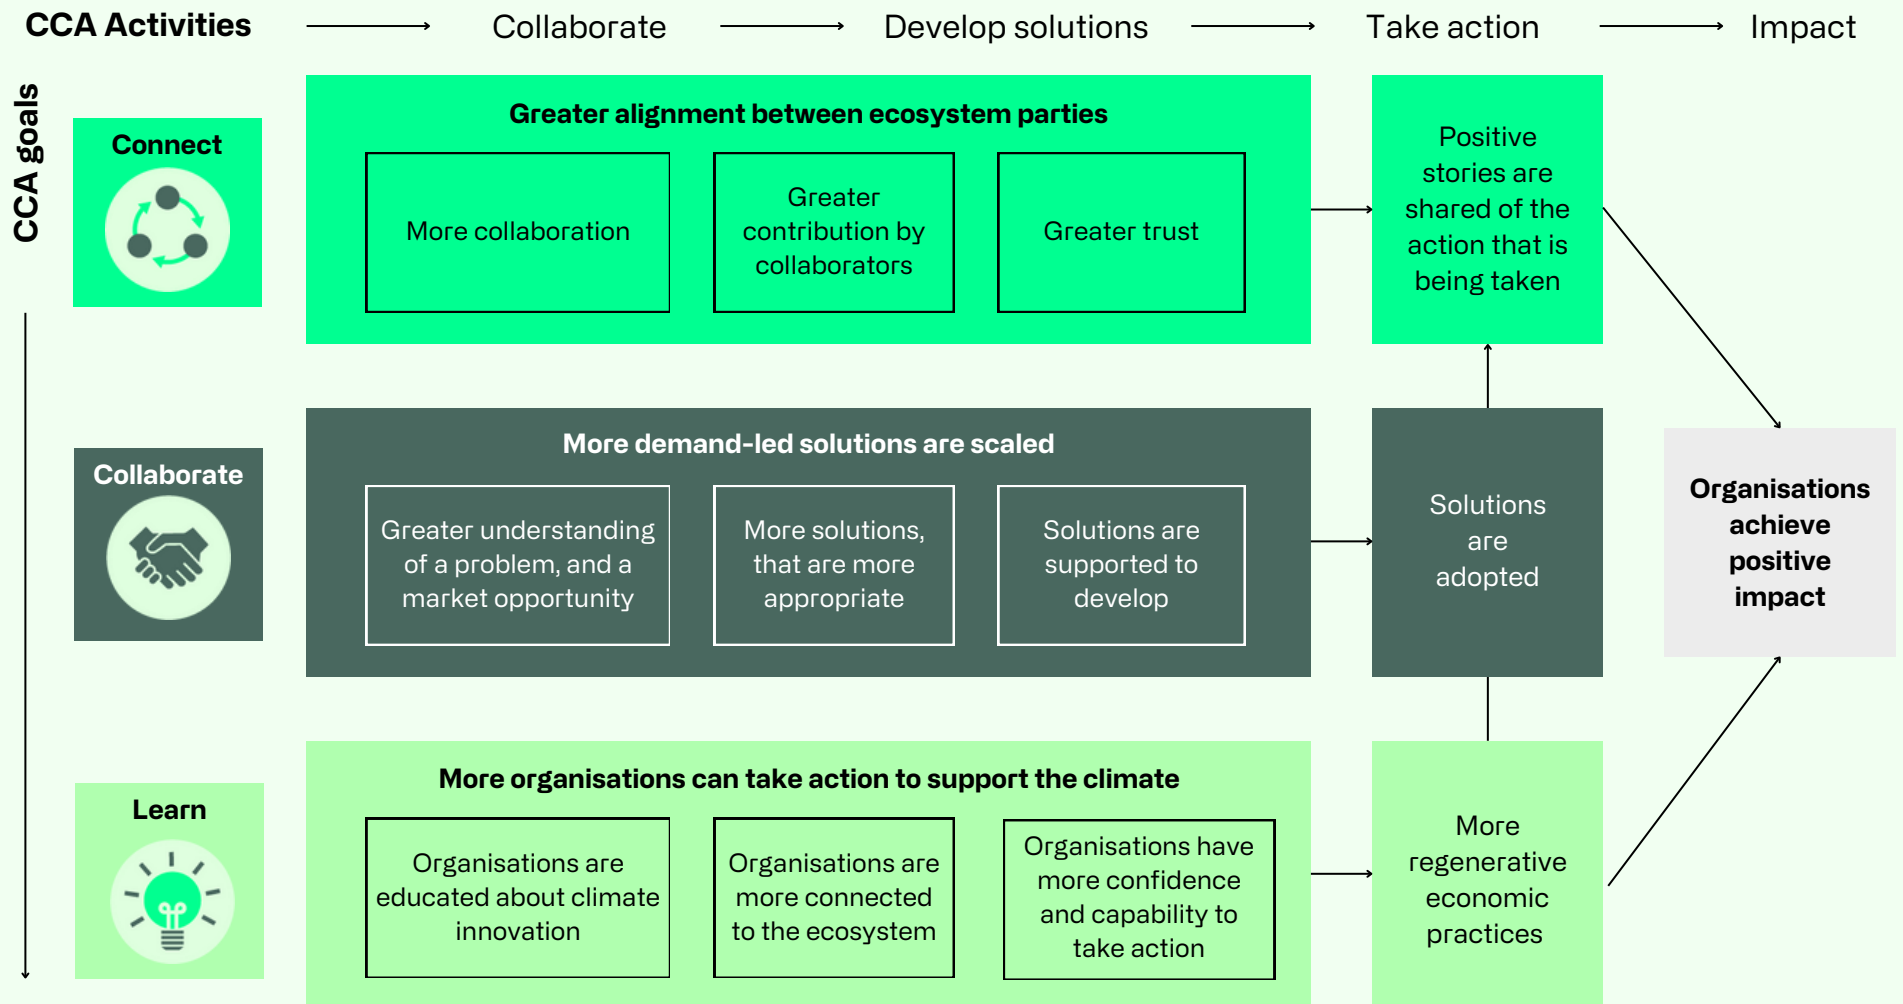 CCA Activities
Collaborate
Develop solutions
Take action
Impact
CCA goals
Connect
Greater alignment between ecosystem parties
More collaboration
Greater
contribution by
collaborators
Greater trust
Positive
stories are
shared of the
action that is
being taken
Collaborate
More demand-led solutions are scaled
Greater understanding
of a problem, and a
market opportunity
More solutions,
that are more
appropriate
Solutions are
supported to
develop
Solutions
are
adopted
Organisations
achieve
positive
impact
Learn
More organisations can take action to support the climate
Organisations are
educated about climate
innovation
Organisations are
more connected
to the ecosystem
Organisations have
more confidence
and capability to
take action
More
regenerative
economic
practices